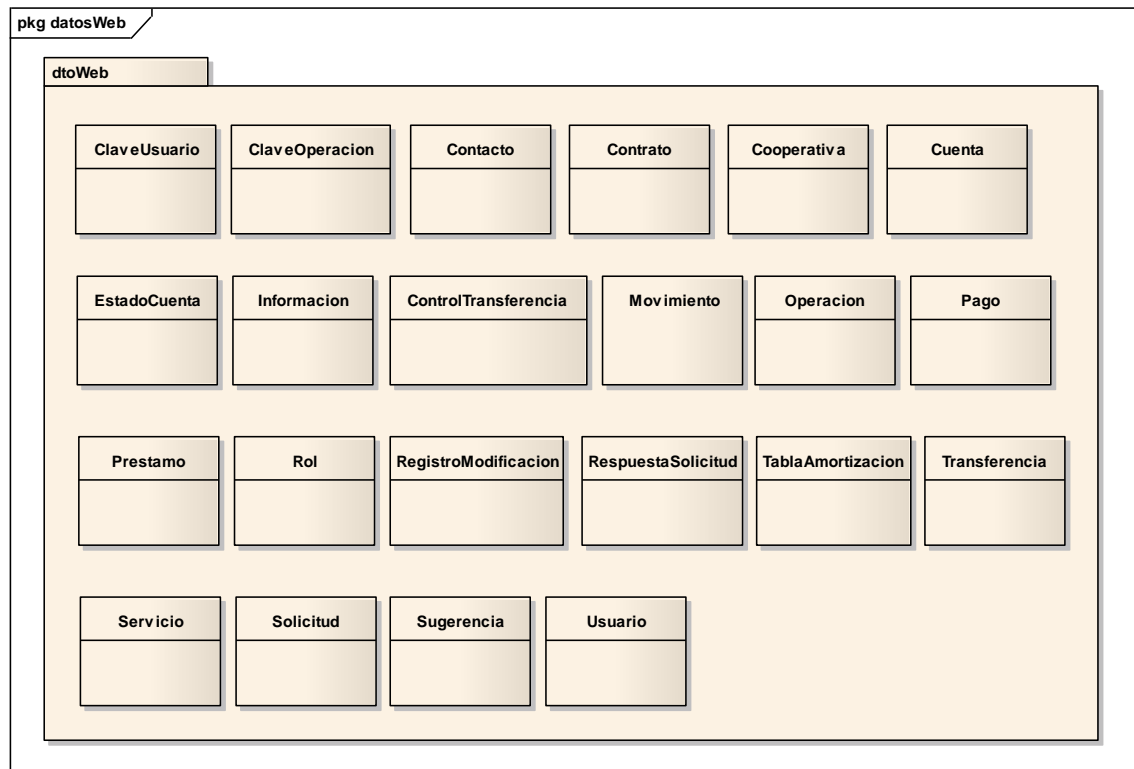 pkg datosWeb
dtoWeb
ClaveUsuario
ClaveOperacion
Contacto
Contrato
Cooperativa
Cuenta
EstadoCuenta
Informacion
ControlTransferencia
Movimiento
Operacion
Pago
Prestamo
Rol
RegistroModificacion
RespuestaSolicitud
TablaAmortizacion
Transferencia
Servicio
Solicitud
Sugerencia
Usuario